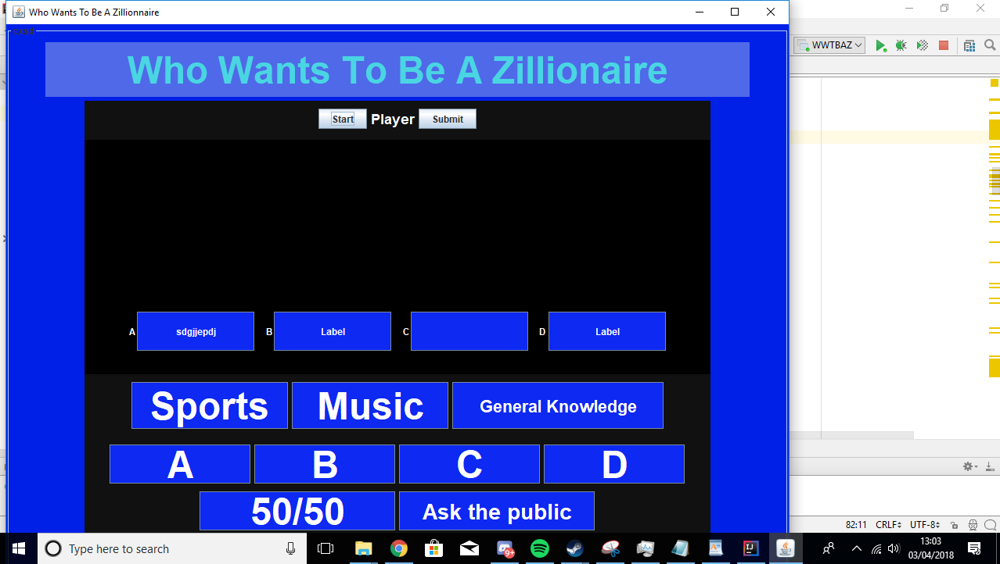 Who Wants To Be A Zillionnaire
WWTBAZ
Who Wants To Be A Zillionaire
Start Player Submit
A sdgjjepdj B Label C D Label
Sports Music General Knowledge
A B C D
50/50 Ask the public
82:11 CRLF UTF-8
Type here to search
9+
IJ
13:03
03/04/2018